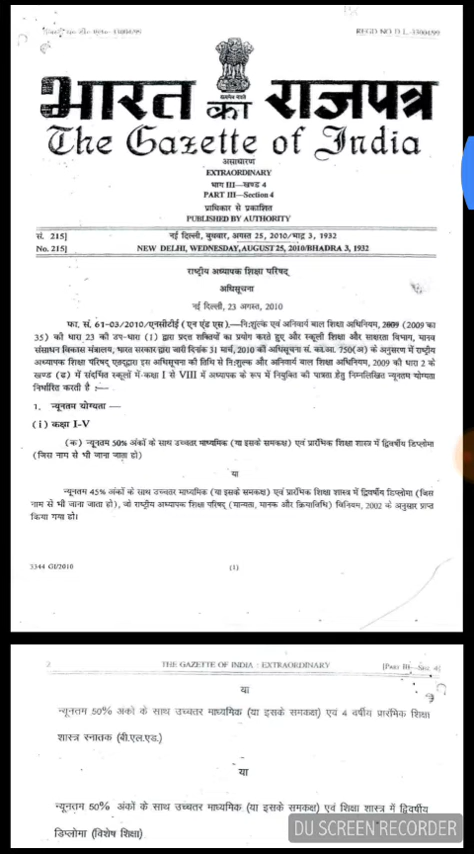 REGD NO D.L.-33004/99
भारत का राजपत्र
The Gazette of India
असाधारण
EXTRAORDINARY
भाग III—खण्ड 4
PART III—Section 4
प्राधिकार से प्रकाशित
PUBLISHED BY AUTHORITY
सं. 215] नई दिल्ली, बुधवार, अगस्त 25, 2010/भाद्र 3, 1932
No. 215] NEW DELHI, WEDNESDAY, AUGUST 25, 2010/BHADRA 3, 1932
राष्ट्रीय अध्यापक शिक्षा परिषद्
अधिसूचना
नई दिल्ली, 23 अगस्त, 2010
फा. सं. 61-03/2010/एनसीटीई (एन एंड एस).—नि:शुल्क एवं अनिवार्य बाल शिक्षा अधिनियम, 2009 (2009 का
35) की धारा 23 की उप-धारा (1) द्वारा प्रदत्त शक्तियों का प्रयोग करते हुए और स्कूली शिक्षा और साक्षरता विभाग, मानव
संसाधन विकास मंत्रालय, भारत सरकार द्वारा जारी दिनांक 31 मार्च, 2010 की अधिसूचना सं. का.आ. 750(अ) के अनुसरण में राष्ट्रीय
अध्यापक शिक्षा परिषद् एतद्द्वारा इस अधिसूचना की तिथि से नि:शुल्क और अनिवार्य बाल शिक्षा अधिनियम, 2009 की धारा 2 के
खण्ड (ढ) में संदर्भित स्कूलों में कक्षा I से VIII में अध्यापक के रूप में नियुक्ति की पात्रता हेतु निम्नलिखित न्यूनतम योग्यता
निर्धारित करती है :—
1. न्यूनतम योग्यता —
(i) कक्षा I-V
(क) न्यूनतम 50% अंकों के साथ उच्चतर माध्यमिक (या इसके समकक्ष) एवं प्रारंभिक शिक्षा शास्त्र में द्विवर्षीय डिप्लोमा
(जिस नाम से भी जाना जाता हो)
या
न्यूनतम 45% अंकों के साथ उच्चतर माध्यमिक (या इसके समकक्ष) एवं प्रारंभिक शिक्षा शास्त्र में द्विवर्षीय डिप्लोमा (जिस
नाम से भी जाना जाता हो), जो राष्ट्रीय अध्यापक शिक्षा परिषद् (मान्यता, मानक और क्रियाविधि) विनियम, 2002 के अनुसार प्राप्त
किया गया हो।
3344 GI/2010 (1)
2 THE GAZETTE OF INDIA : EXTRAORDINARY [PART III—SEC. 4]
या
न्यूनतम 50% अंकों के साथ उच्चतर माध्यमिक (या इसके समकक्ष) एवं 4 वर्षीय प्रारंभिक शिक्षा
शास्त्र स्नातक (बी.एल.एड.)
या
न्यूनतम 50% अंकों के साथ उच्चतर माध्यमिक (या इसके समकक्ष) एवं शिक्षा शास्त्र में द्विवर्षीय
डिप्लोमा (विशेष शिक्षा)
DU SCREEN RECORDER